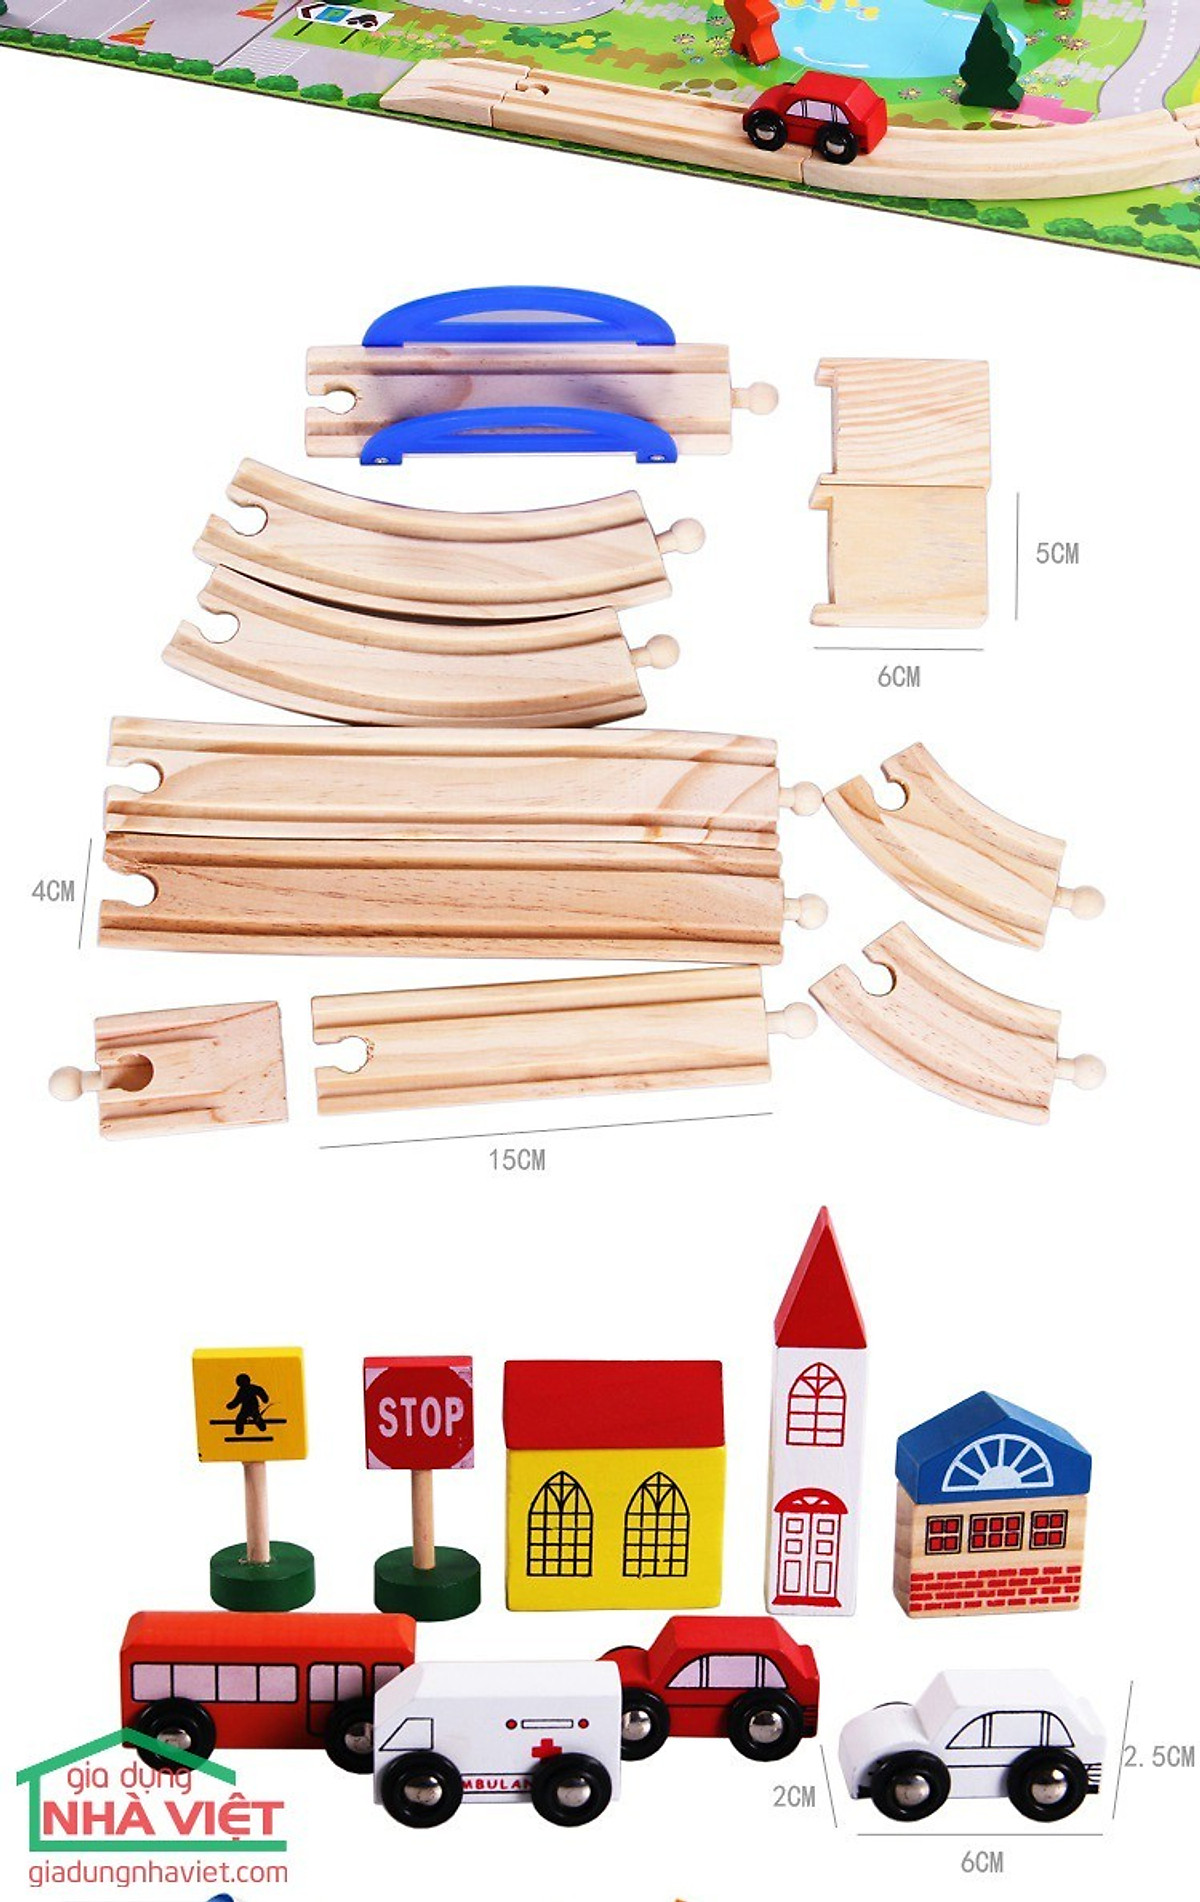 P
5CM
6CM
4CM
15CM
STOP
MBULAN
2CM
2.5CM
6CM
gia dụng
NHÀ VIỆT
giadungnhaviet.com